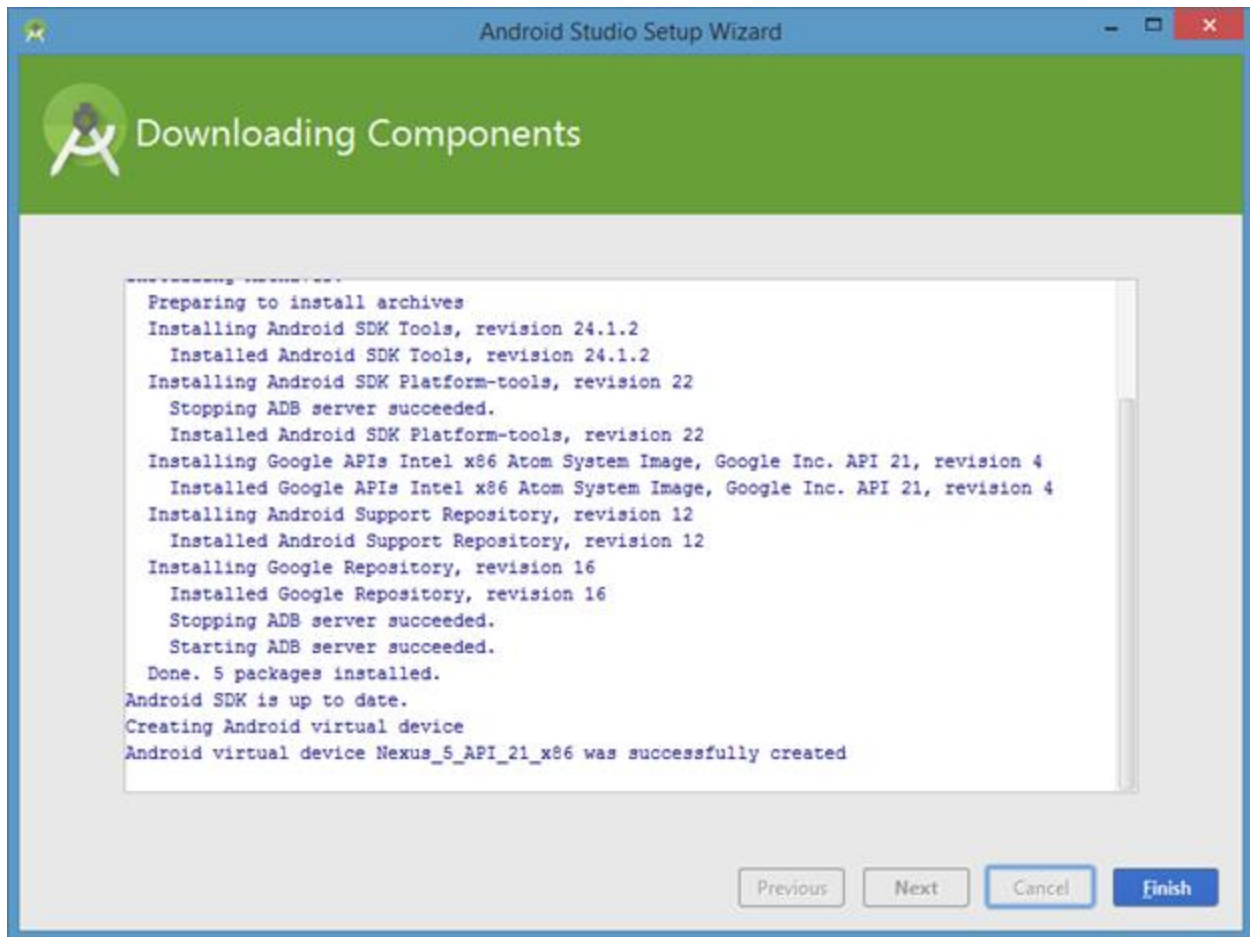 Android Studio Setup Wizard
Downloading Components
Preparing to install archives
Installing Android SDK Tools, revision 24.1.2
Installed Android SDK Tools, revision 24.1.2
Installing Android SDK Platform-tools, revision 22
Stopping ADB server succeeded.
Installed Android SDK Platform-tools, revision 22
Installing Google APIs Intel x86 Atom System Image, Google Inc. API 21, revision 4
Installed Google APIs Intel x86 Atom System Image, Google Inc. API 21, revision 4
Installing Android Support Repository, revision 12
Installed Android Support Repository, revision 12
Installing Google Repository, revision 16
Installed Google Repository, revision 16
Stopping ADB server succeeded.
Starting ADB server succeeded.
Done. 5 packages installed.
Android SDK is up to date.
Creating Android virtual device
Android virtual device Nexus_5_API_21_x86 was successfully created
Previous Next Cancel Finish